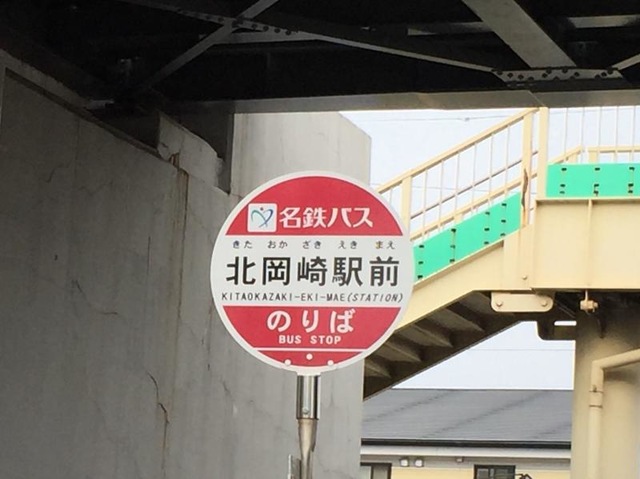 名鉄バス
きた おか ざき えき まえ
北岡崎駅前
KITAOKAZAKI-EKI-MAE(STATION)
のりば
BUS STOP